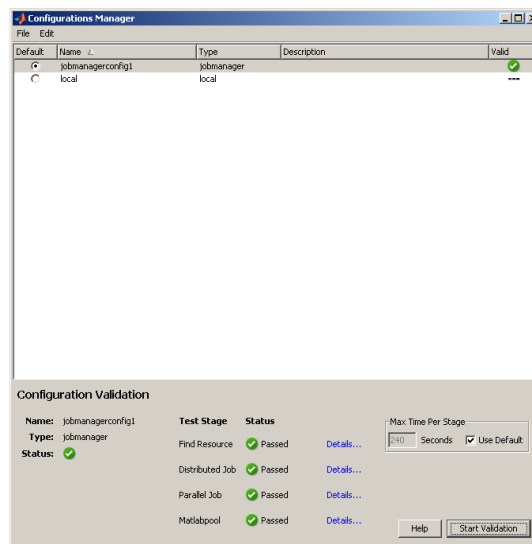 Configurations Manager
File Edit
Default Name Type Description Valid
jobmanagerconfig1 jobmanager
local local ---
Configuration Validation
Name: jobmanagerconfig1
Type: jobmanager
Status:
Test Stage Status
Find Resource Passed Details...
Distributed Job Passed Details...
Parallel Job Passed Details...
Matlabpool Passed Details...
Max Time Per Stage
240 Seconds Use Default
Help Start Validation